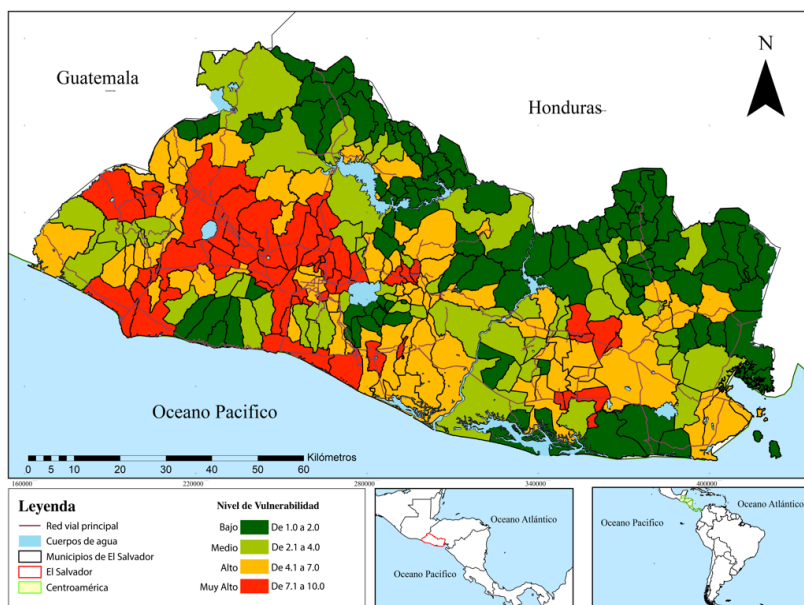 Guatemala
Honduras
N
Oceano Pacifico
Kilómetros
0 5 10 20 30 40 50 60
160000 220000 280000 340000 400000
Leyenda
Red vial principal
Cuerpos de agua
Municipios de El Salvador
El Salvador
Centroamérica
Nivel de Vulnerabilidad
Bajo De 1.0 a 2.0
Medio De 2.1 a 4.0
Alto De 4.1 a 7.0
Muy Alto De 7.1 a 10.0
Oceano Atlántico
Oceano Pacifico
Oceano Atlántico
Oceano Pacifico